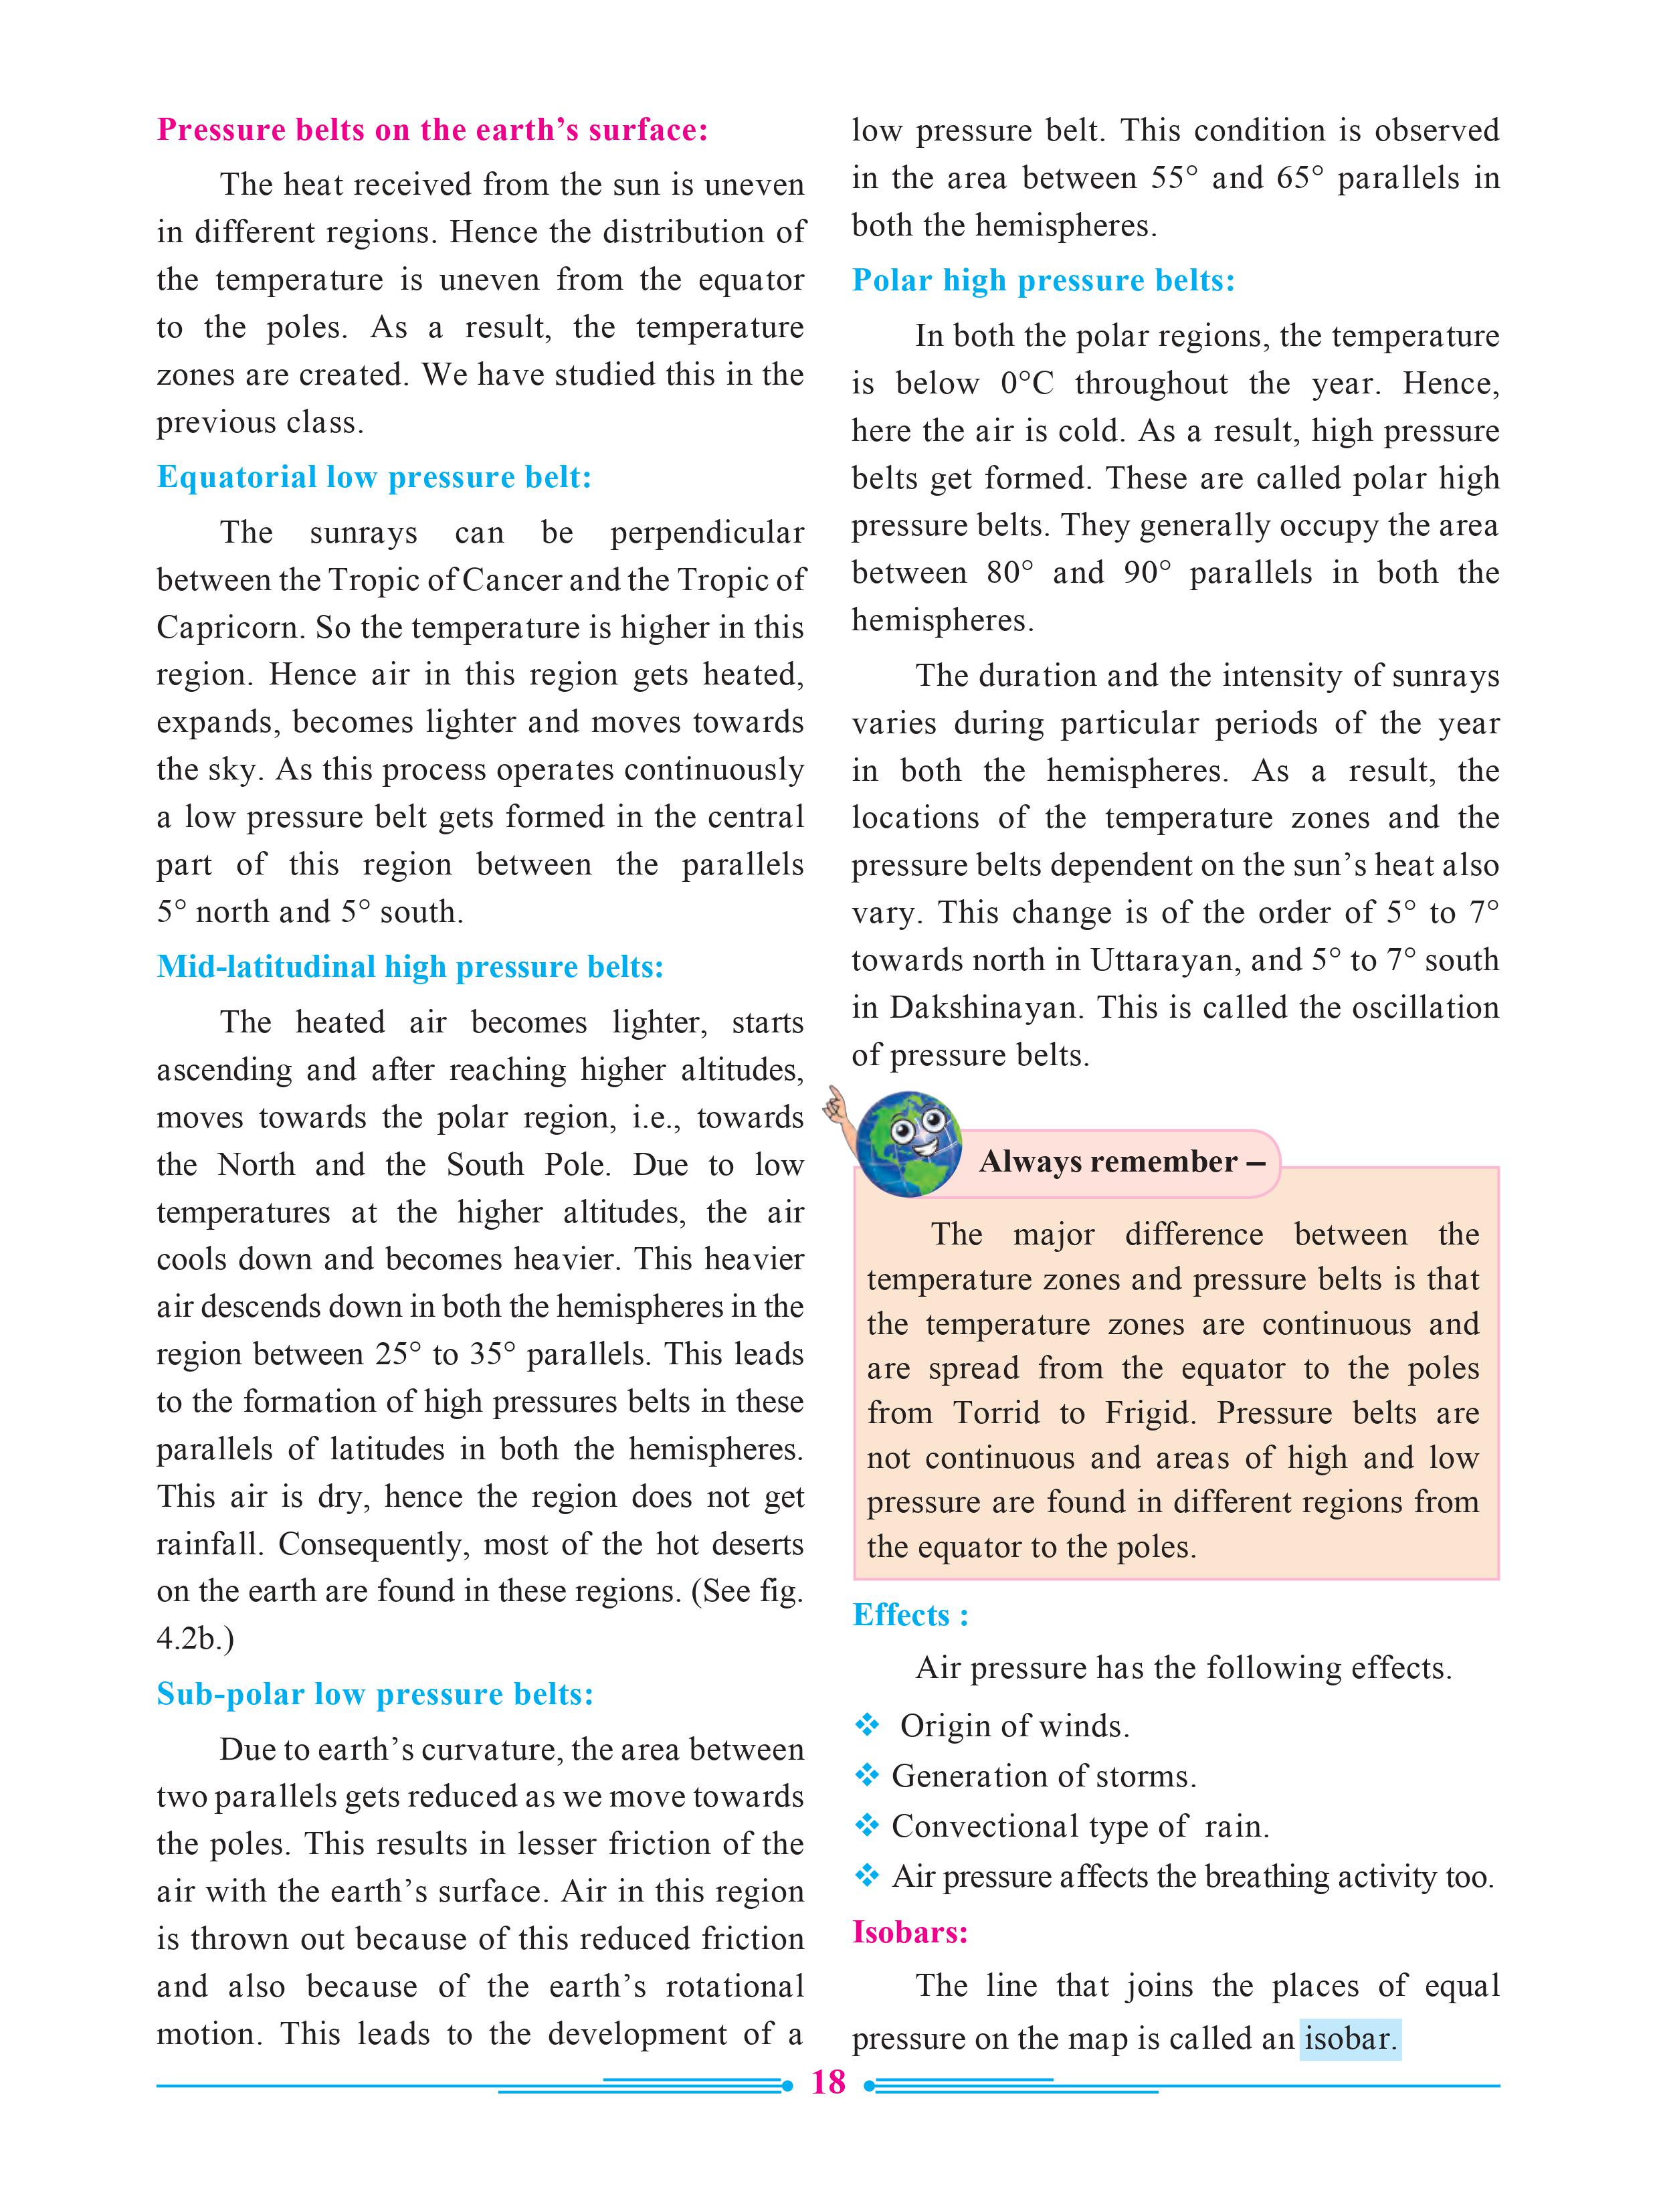 Pressure belts on the earth’s surface:
The heat received from the sun is uneven
in different regions. Hence the distribution of
the temperature is uneven from the equator
to the poles. As a result, the temperature
zones are created. We have studied this in the
previous class.
Equatorial low pressure belt:
The sunrays can be perpendicular
between the Tropic of Cancer and the Tropic of
Capricorn. So the temperature is higher in this
region. Hence air in this region gets heated,
expands, becomes lighter and moves towards
the sky. As this process operates continuously
a low pressure belt gets formed in the central
part of this region between the parallels
5° north and 5° south.
Mid-latitudinal high pressure belts:
The heated air becomes lighter, starts
ascending and after reaching higher altitudes,
moves towards the polar region, i.e., towards
the North and the South Pole. Due to low
temperatures at the higher altitudes, the air
cools down and becomes heavier. This heavier
air descends down in both the hemispheres in the
region between 25° to 35° parallels. This leads
to the formation of high pressures belts in these
parallels of latitudes in both the hemispheres.
This air is dry, hence the region does not get
rainfall. Consequently, most of the hot deserts
on the earth are found in these regions. (See fig.
4.2b.)
Sub-polar low pressure belts:
Due to earth’s curvature, the area between
two parallels gets reduced as we move towards
the poles. This results in lesser friction of the
air with the earth’s surface. Air in this region
is thrown out because of this reduced friction
and also because of the earth’s rotational
motion. This leads to the development of a
low pressure belt. This condition is observed
in the area between 55° and 65° parallels in
both the hemispheres.
Polar high pressure belts:
In both the polar regions, the temperature
is below 0°C throughout the year. Hence,
here the air is cold. As a result, high pressure
belts get formed. These are called polar high
pressure belts. They generally occupy the area
between 80° and 90° parallels in both the
hemispheres.
The duration and the intensity of sunrays
varies during particular periods of the year
in both the hemispheres. As a result, the
locations of the temperature zones and the
pressure belts dependent on the sun’s heat also
vary. This change is of the order of 5° to 7°
towards north in Uttarayan, and 5° to 7° south
in Dakshinayan. This is called the oscillation
of pressure belts.
Always remember –
The major difference between the
temperature zones and pressure belts is that
the temperature zones are continuous and
are spread from the equator to the poles
from Torrid to Frigid. Pressure belts are
not continuous and areas of high and low
pressure are found in different regions from
the equator to the poles.
Effects :
Air pressure has the following effects.
❖ Origin of winds.
❖ Generation of storms.
❖ Convectional type of rain.
❖ Air pressure affects the breathing activity too.
Isobars:
The line that joins the places of equal
pressure on the map is called an isobar.
18